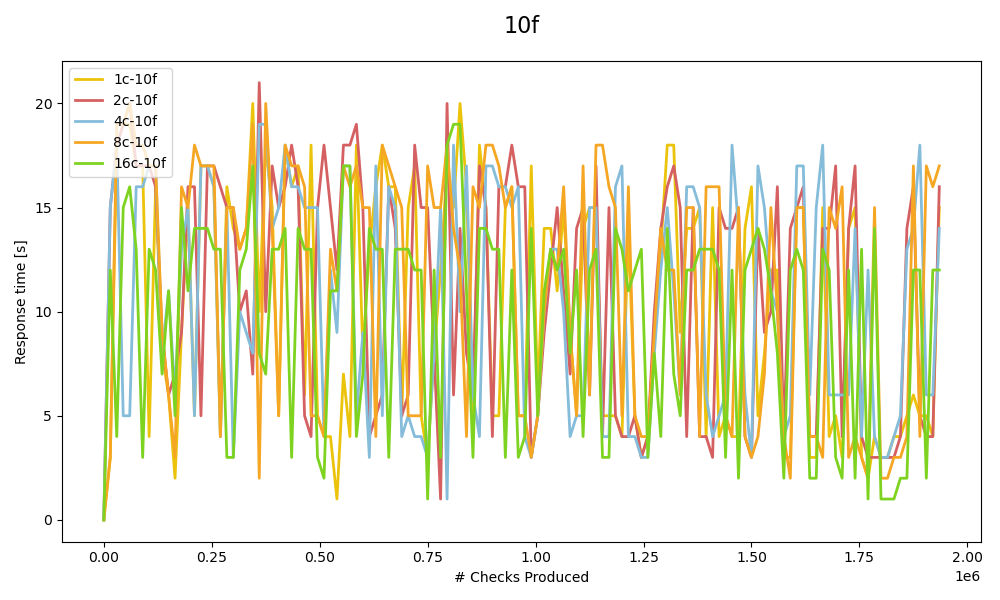 10f
1c-10f
2c-10f
4c-10f
8c-10f
16c-10f
Response time [s]
20
15
10
5
0
0.00 0.25 0.50 0.75 1.00 1.25 1.50 1.75 2.00
1e6
# Checks Produced